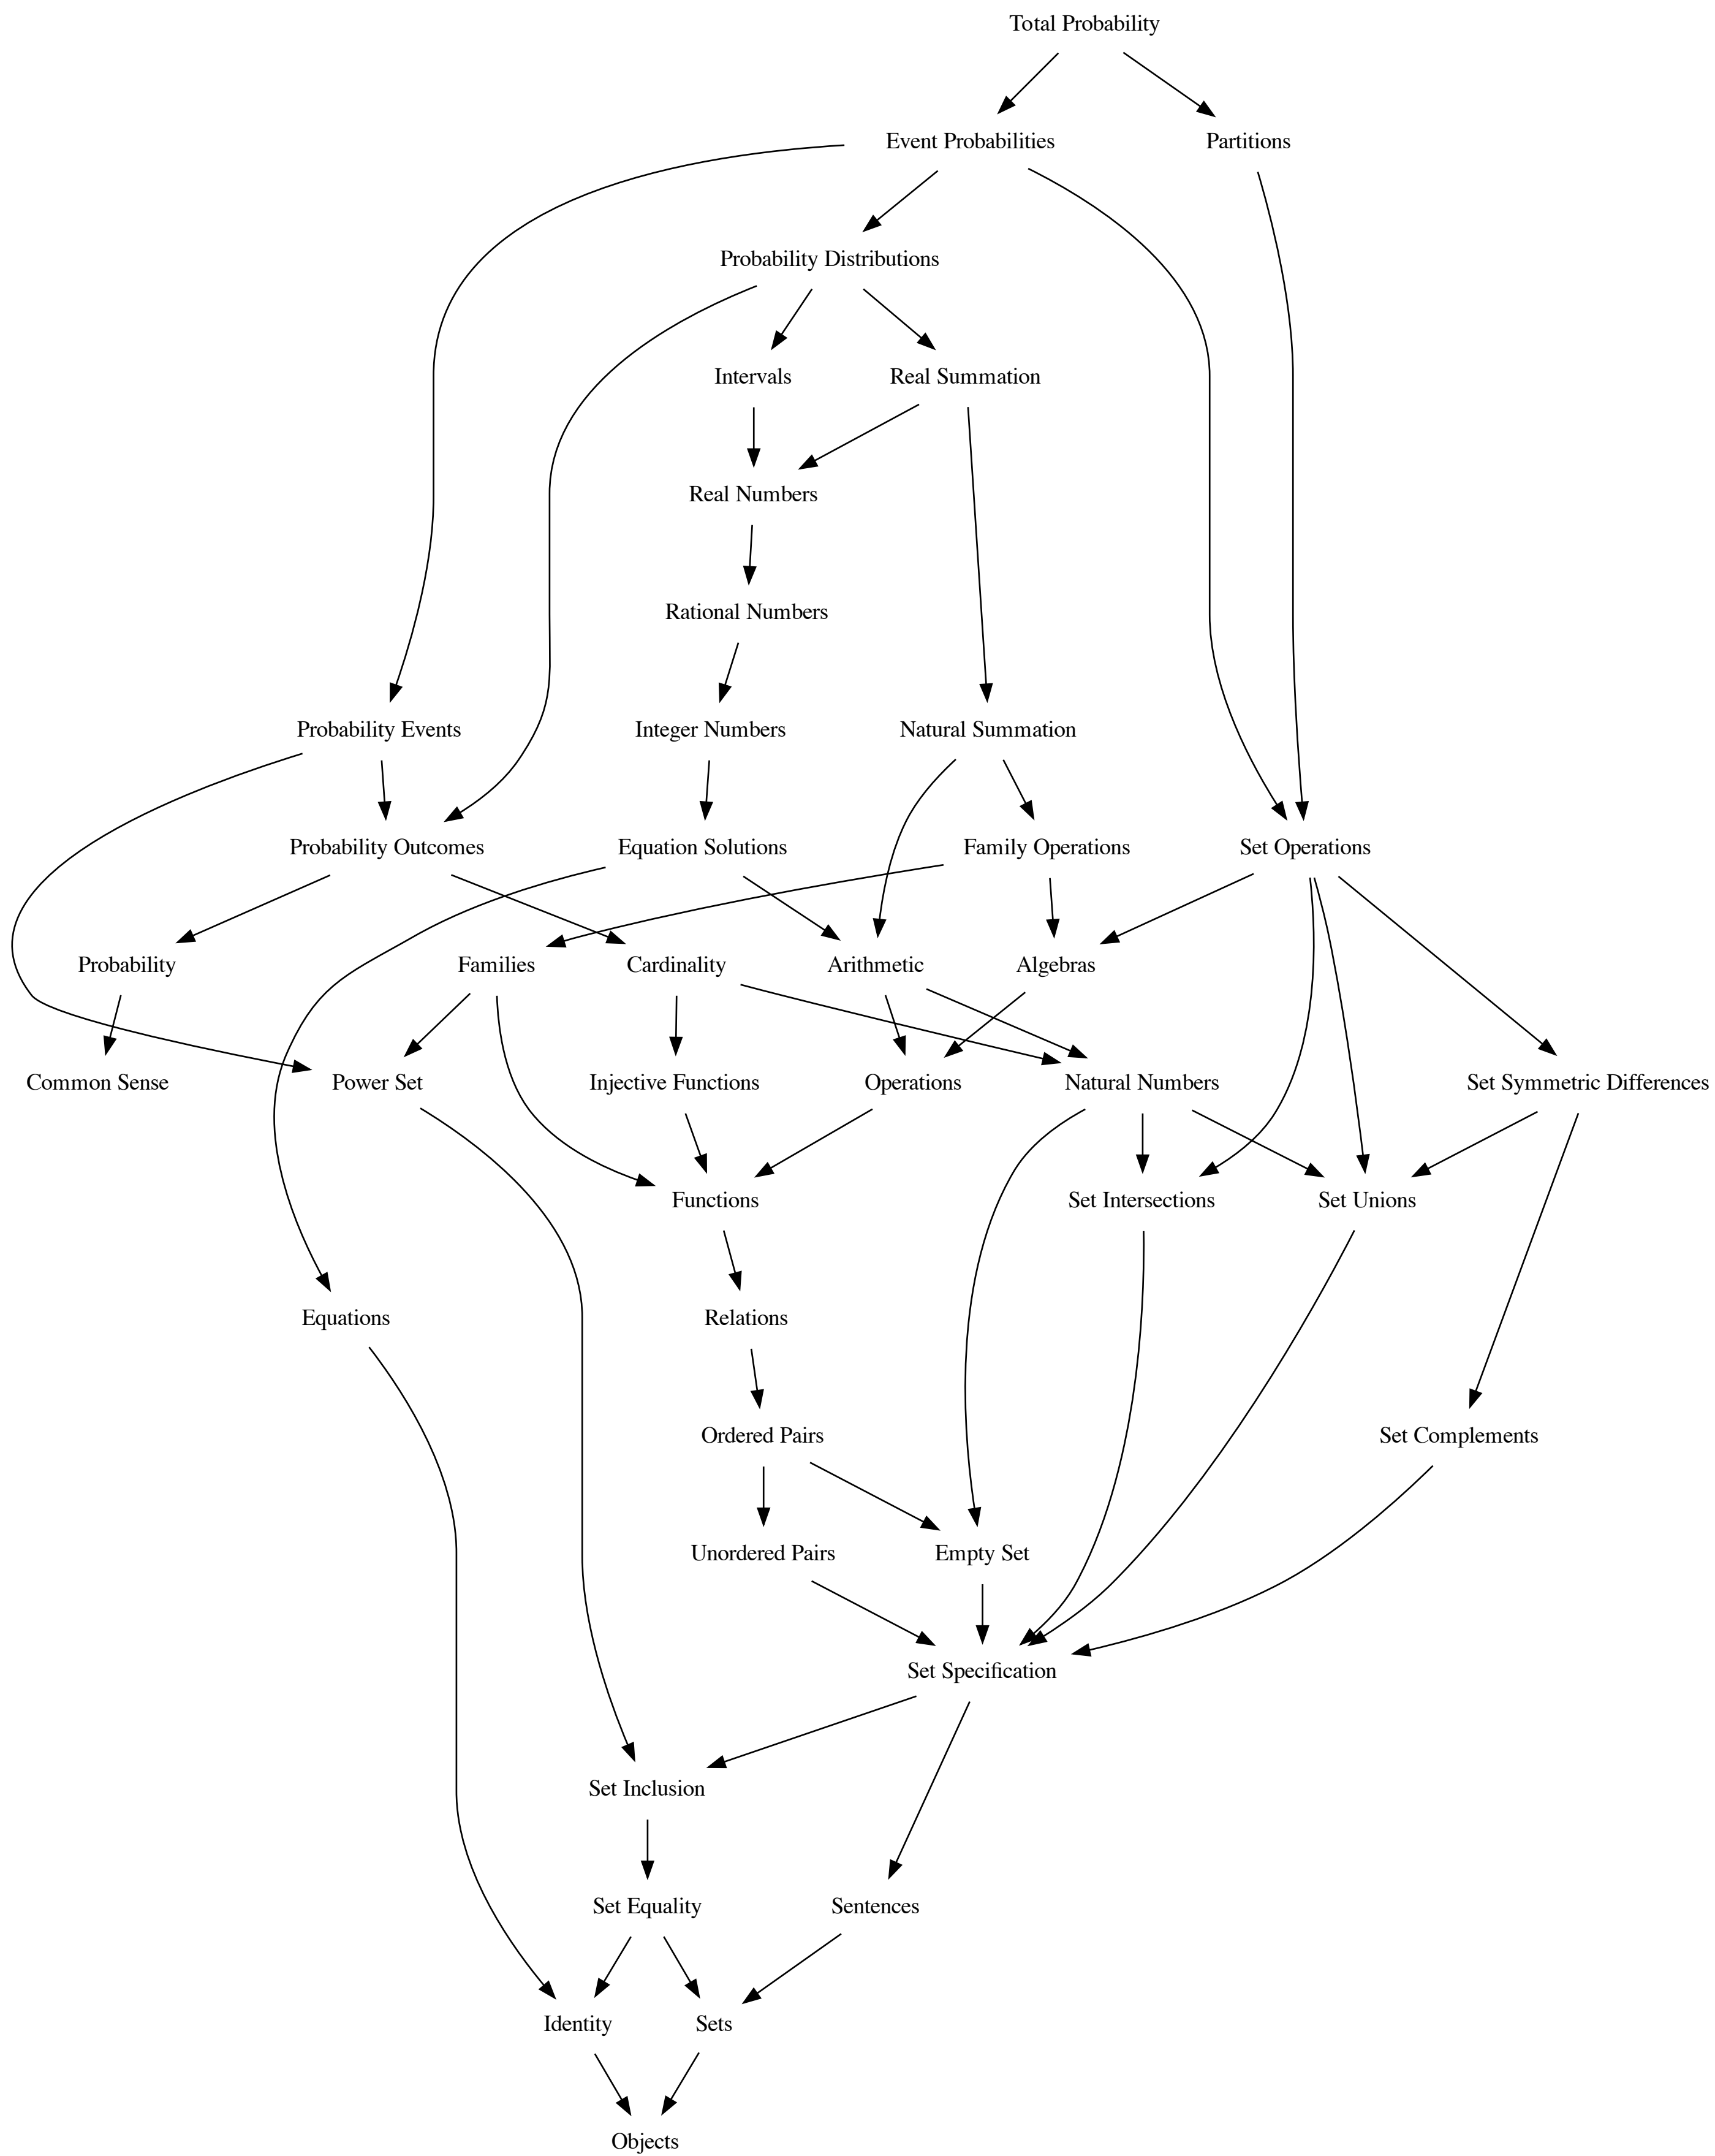 Total Probability
Event Probabilities
Partitions
Probability Distributions
Intervals
Real Summation
Real Numbers
Rational Numbers
Probability Events
Integer Numbers
Natural Summation
Probability Outcomes
Equation Solutions
Family Operations
Set Operations
Probability
Families
Cardinality
Arithmetic
Algebras
Common Sense
Power Set
Injective Functions
Operations
Natural Numbers
Set Symmetric Differences
Functions
Set Intersections
Set Unions
Equations
Relations
Ordered Pairs
Set Complements
Unordered Pairs
Empty Set
Set Specification
Set Inclusion
Set Equality
Sentences
Identity
Sets
Objects